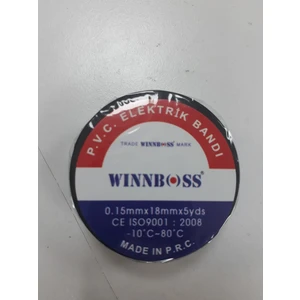 P.V.C. ELEKTRİK BANDI
TRADE WINNBOSS MARK
WINNBOSS®
0.15mmx18mmx5yds
CE ISO9001 : 2008
-10°C~80°C
MADE IN P.R.C.